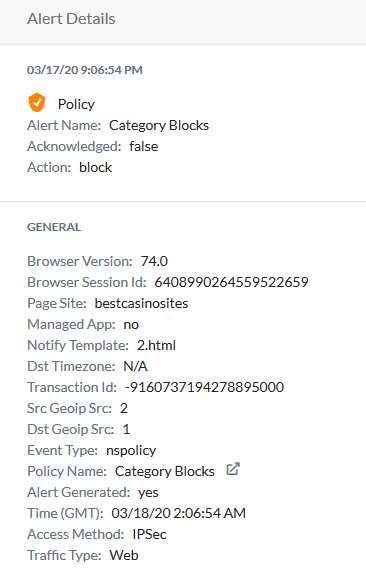 Alert Details
03/17/20 9:06:54 PM
Policy
Alert Name: Category Blocks
Acknowledged: false
Action: block
GENERAL
Browser Version: 74.0
Browser Session Id: 6408990264559522659
Page Site: bestcasinosites
Managed App: no
Notify Template: 2.html
Dst Timezone: N/A
Transaction Id: -9160737194278895000
Src Geoip Src: 2
Dst Geoip Src: 1
Event Type: nspolicy
Policy Name: Category Blocks
Alert Generated: yes
Time (GMT): 03/18/20 2:06:54 AM
Access Method: IPSec
Traffic Type: Web